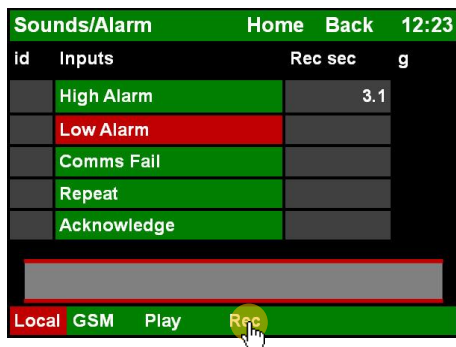 Sounds/Alarm Home Back 12:23
id Inputs Rec sec g
High Alarm 3.1
Low Alarm
Comms Fail
Repeat
Acknowledge
Local GSM Play Rec